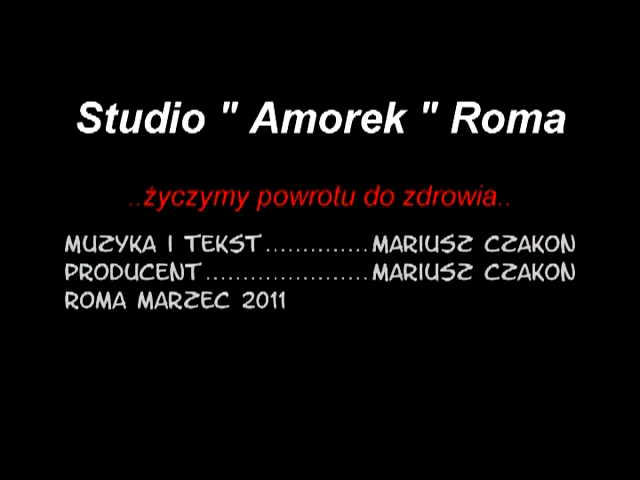 Studio " Amorek " Roma
..życzymy powrotu do zdrowia..
MUZYKA I TEKST..............MARIUSZ CZAKON
PRODUCENT......................MARIUSZ CZAKON
ROMA MARZEC 2011